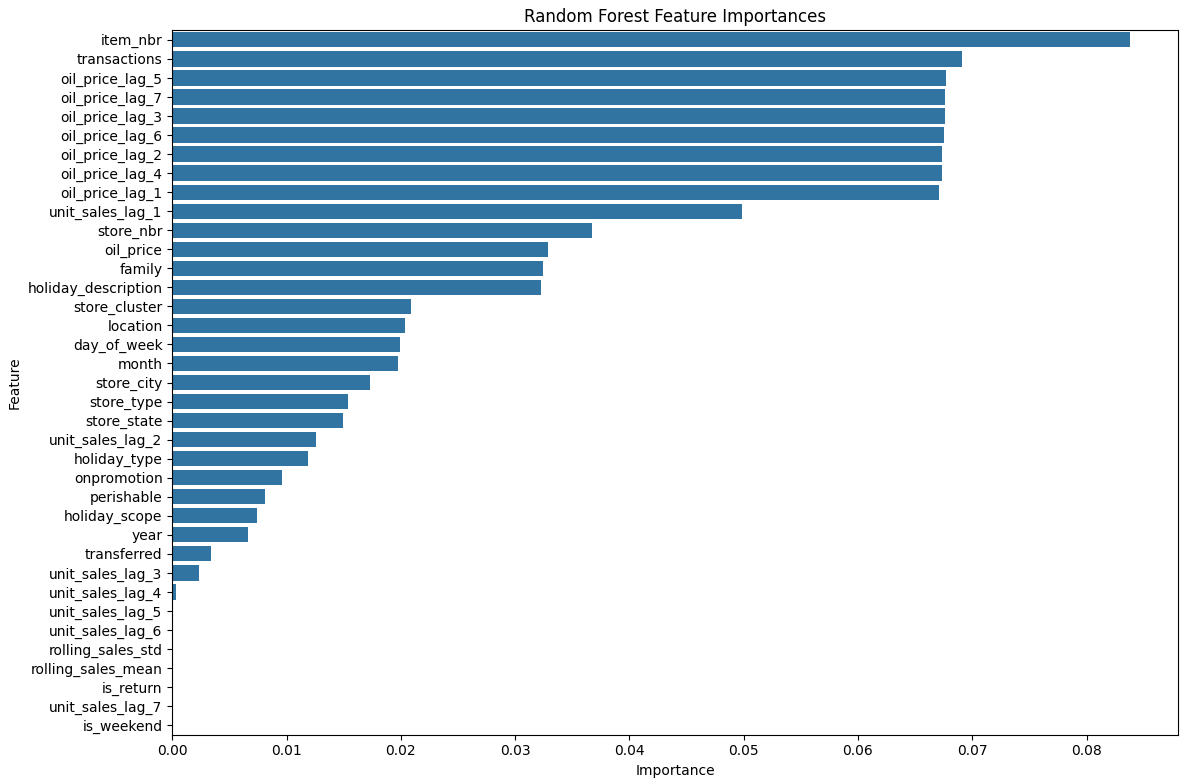 Random Forest Feature Importances
item_nbr
transactions
oil_price_lag_5
oil_price_lag_7
oil_price_lag_3
oil_price_lag_6
oil_price_lag_2
oil_price_lag_4
oil_price_lag_1
unit_sales_lag_1
store_nbr
oil_price
family
holiday_description
store_cluster
location
day_of_week
month
store_city
store_type
store_state
unit_sales_lag_2
holiday_type
onpromotion
perishable
holiday_scope
year
transferred
unit_sales_lag_3
unit_sales_lag_4
unit_sales_lag_5
unit_sales_lag_6
rolling_sales_std
rolling_sales_mean
is_return
unit_sales_lag_7
is_weekend
Feature
0.00 0.01 0.02 0.03 0.04 0.05 0.06 0.07 0.08
Importance